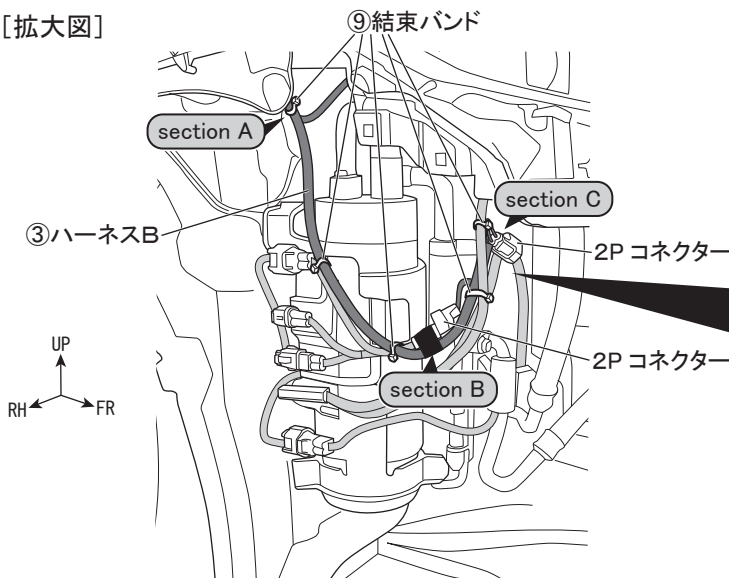 [拡大図]
⑨結束バンド
section A
section C
③ハーネスB
2P コネクター
2P コネクター
section B
UP
RH
FR